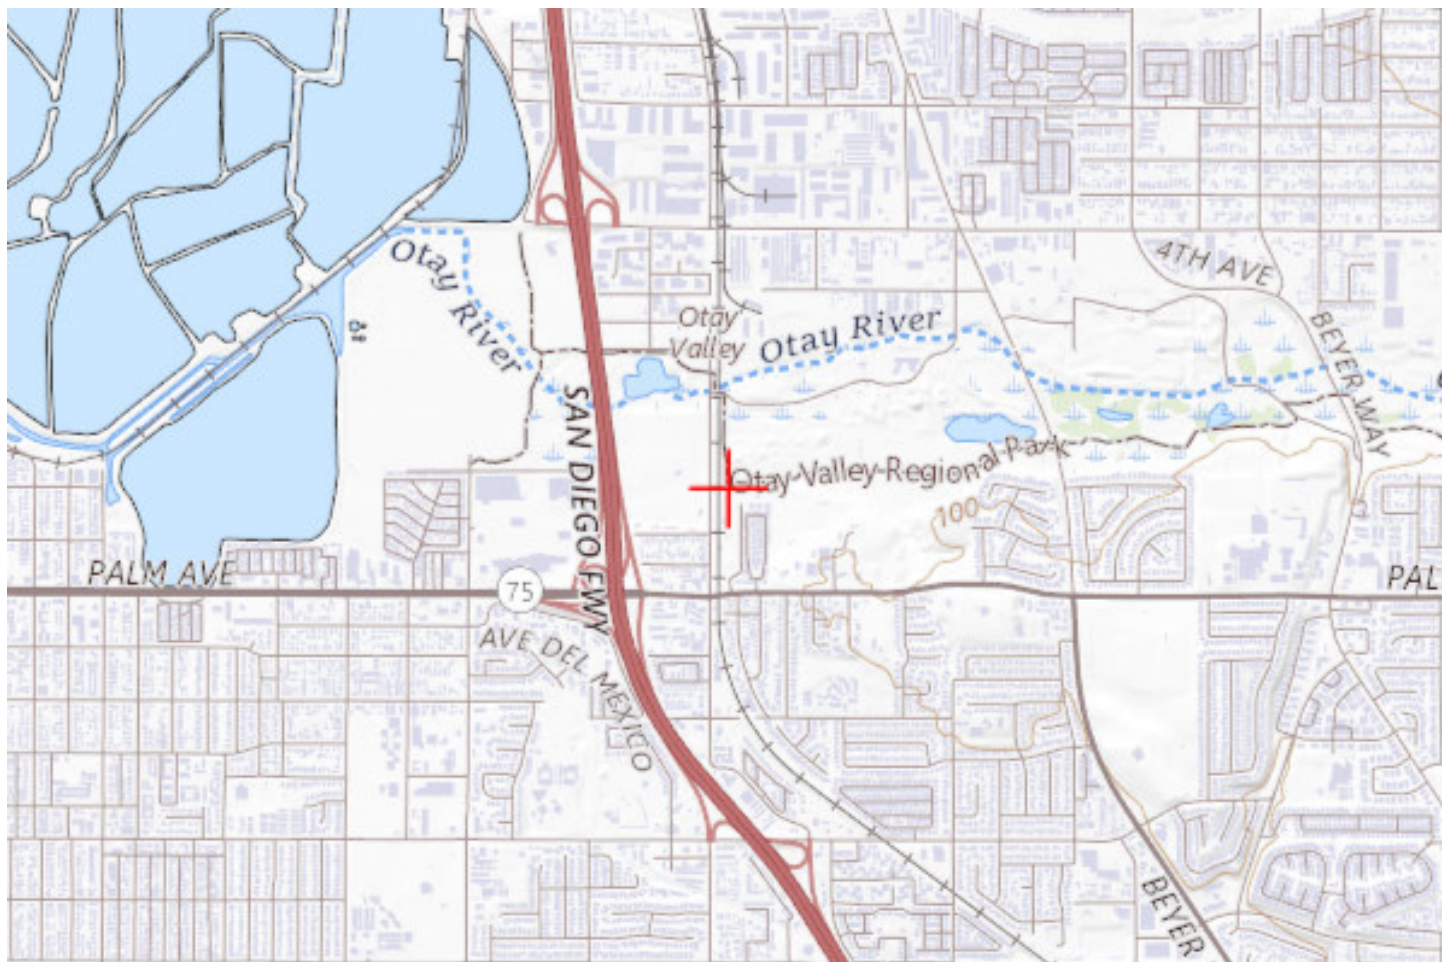 4TH AVE
Otay River
Otay River
Otay
Valley
BEYER WAY
SAN DIEGO FWY
Otay-Valley-Regional-Park
100
PALM AVE
75
PAL
AVE DEL MEXICO
BEYER